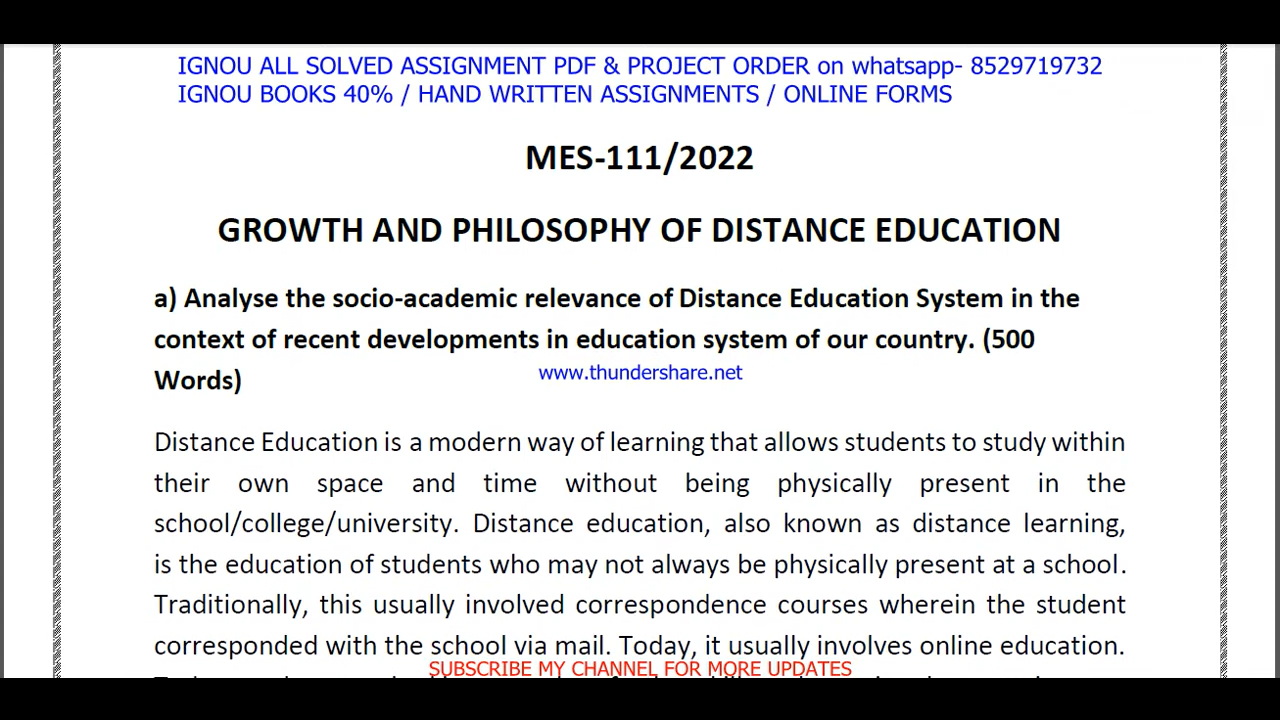 IGNOU ALL SOLVED ASSIGNMENT PDF & PROJECT ORDER on whatsapp- 8529719732
IGNOU BOOKS 40% / HAND WRITTEN ASSIGNMENTS / ONLINE FORMS
MES-111/2022
GROWTH AND PHILOSOPHY OF DISTANCE EDUCATION
a) Analyse the socio-academic relevance of Distance Education System in the
context of recent developments in education system of our country. (500
Words)
www.thundershare.net
Distance Education is a modern way of learning that allows students to study within
their own space and time without being physically present in the
school/college/university. Distance education, also known as distance learning,
is the education of students who may not always be physically present at a school.
Traditionally, this usually involved correspondence courses wherein the student
corresponded with the school via mail. Today, it usually involves online education.
SUBSCRIBE MY CHANNEL FOR MORE UPDATES